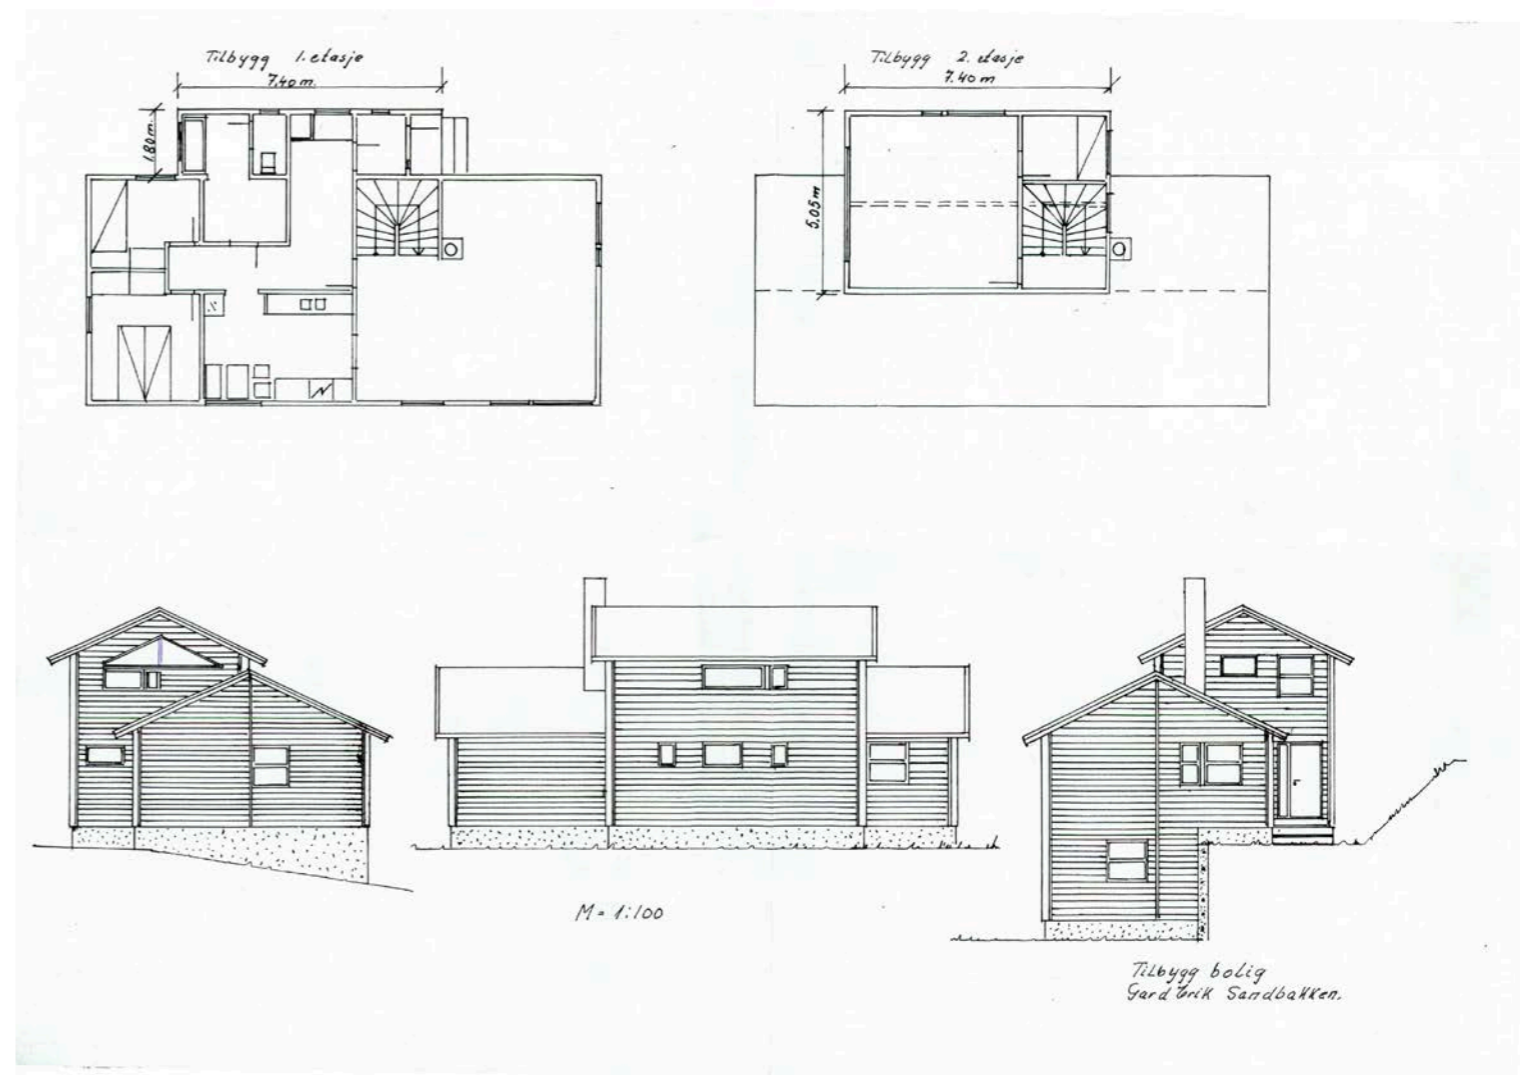 Tilbygg 1. etasje
7.40 m.
1.80 m.
Tilbygg 2. etasje
7.40 m
5.05 m
M = 1:100
Tilbygg bolig
Gard Erik Sandbakken.